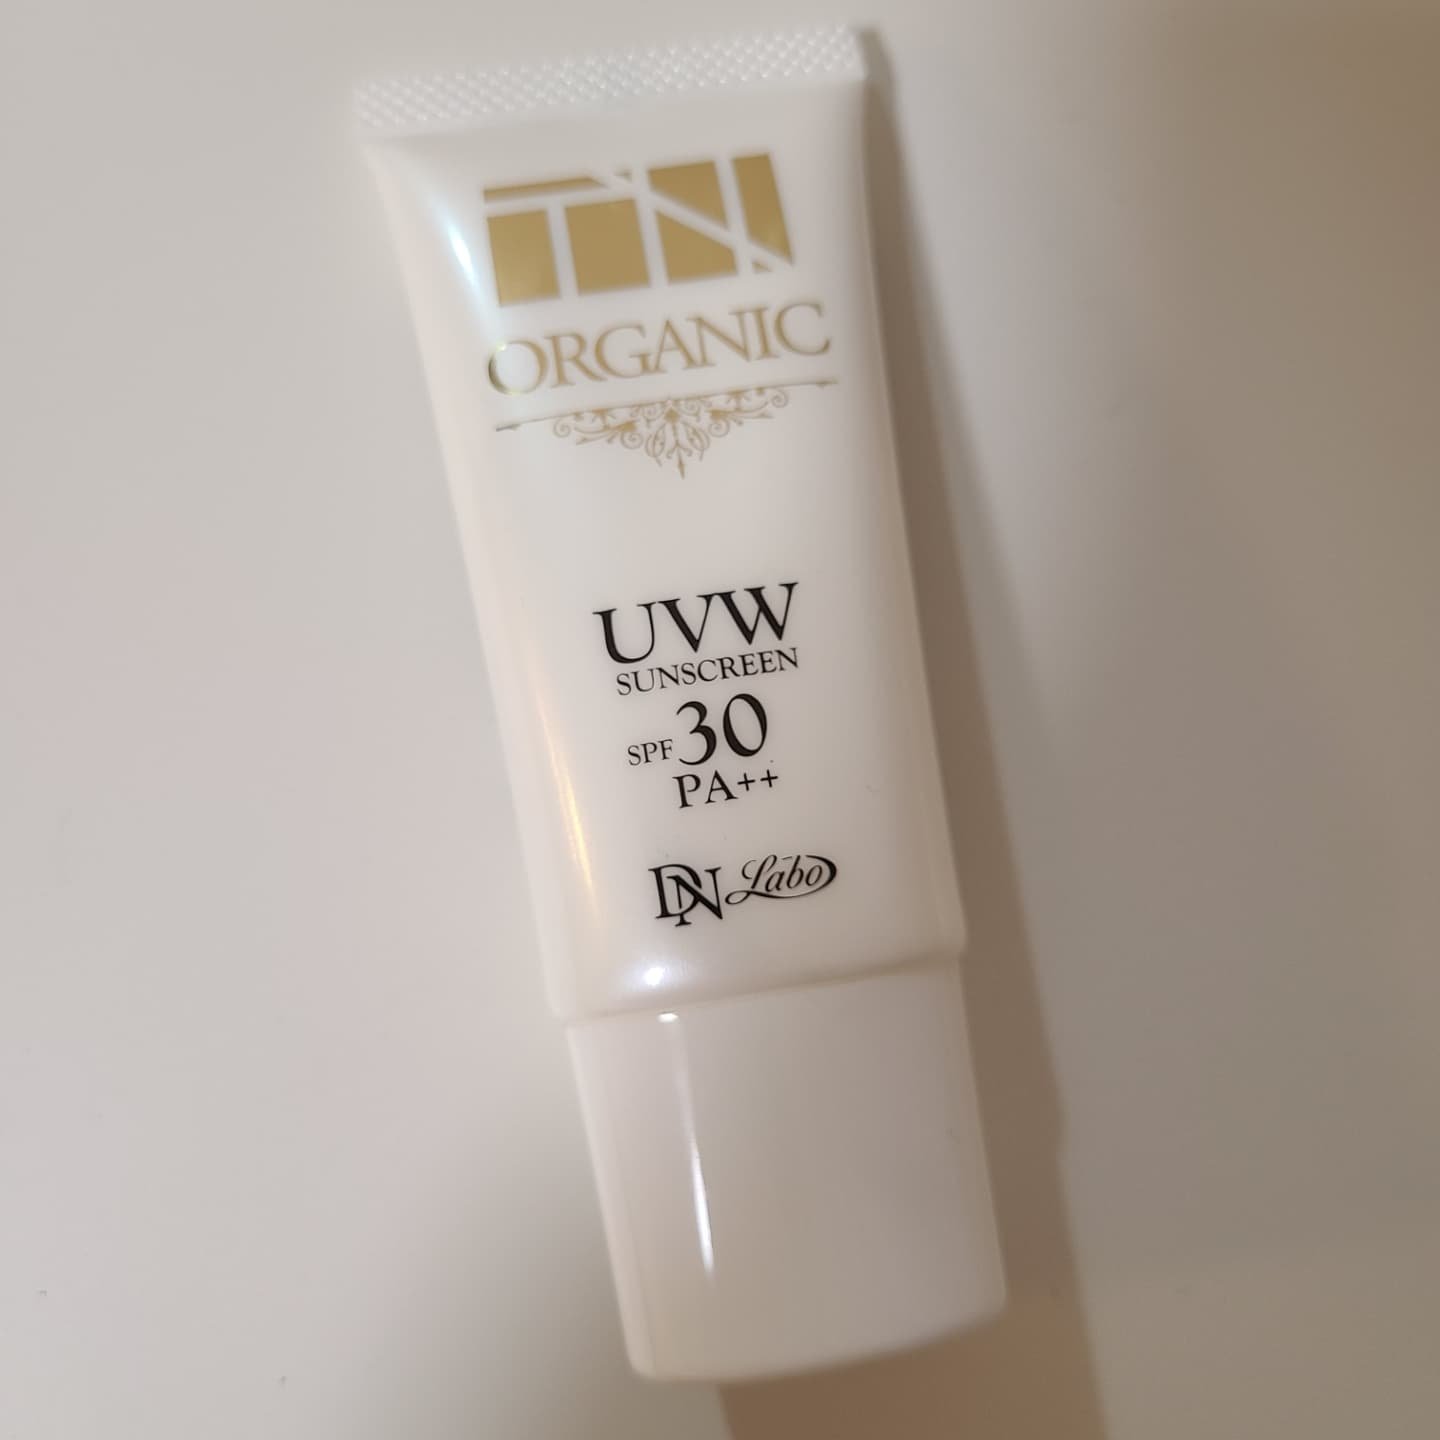 TN
ORGANIC
UVW
SUNSCREEN
SPF 30
PA++
DN Labo